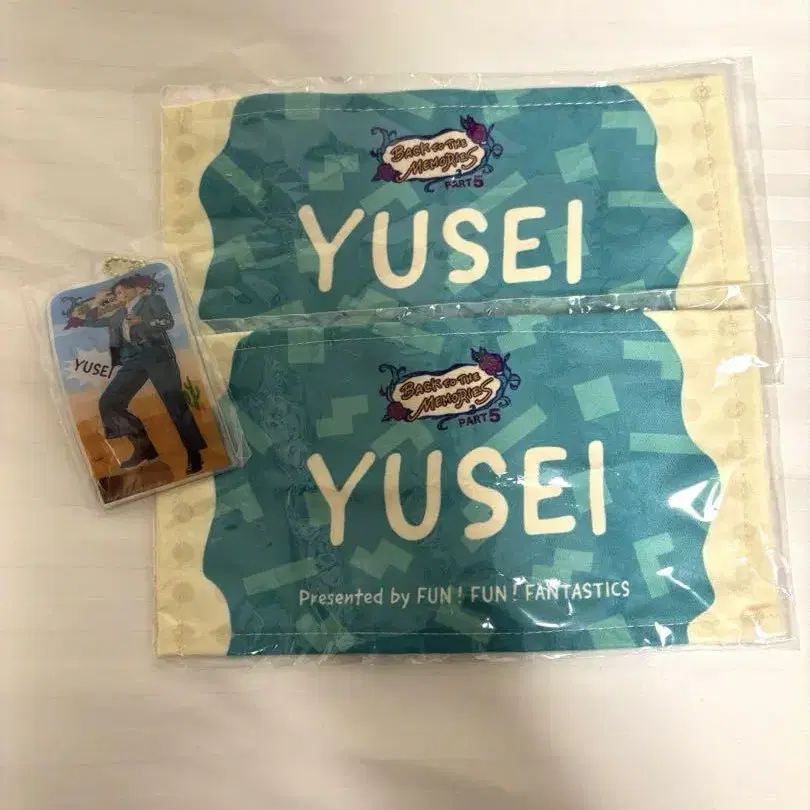 BACK TO THE
MEMORIES
PART 5
YUSEI
YUSEI
BACK TO THE
MEMORIES
PART 5
YUSEI
Presented by FUN! FUN! FANTASTICS